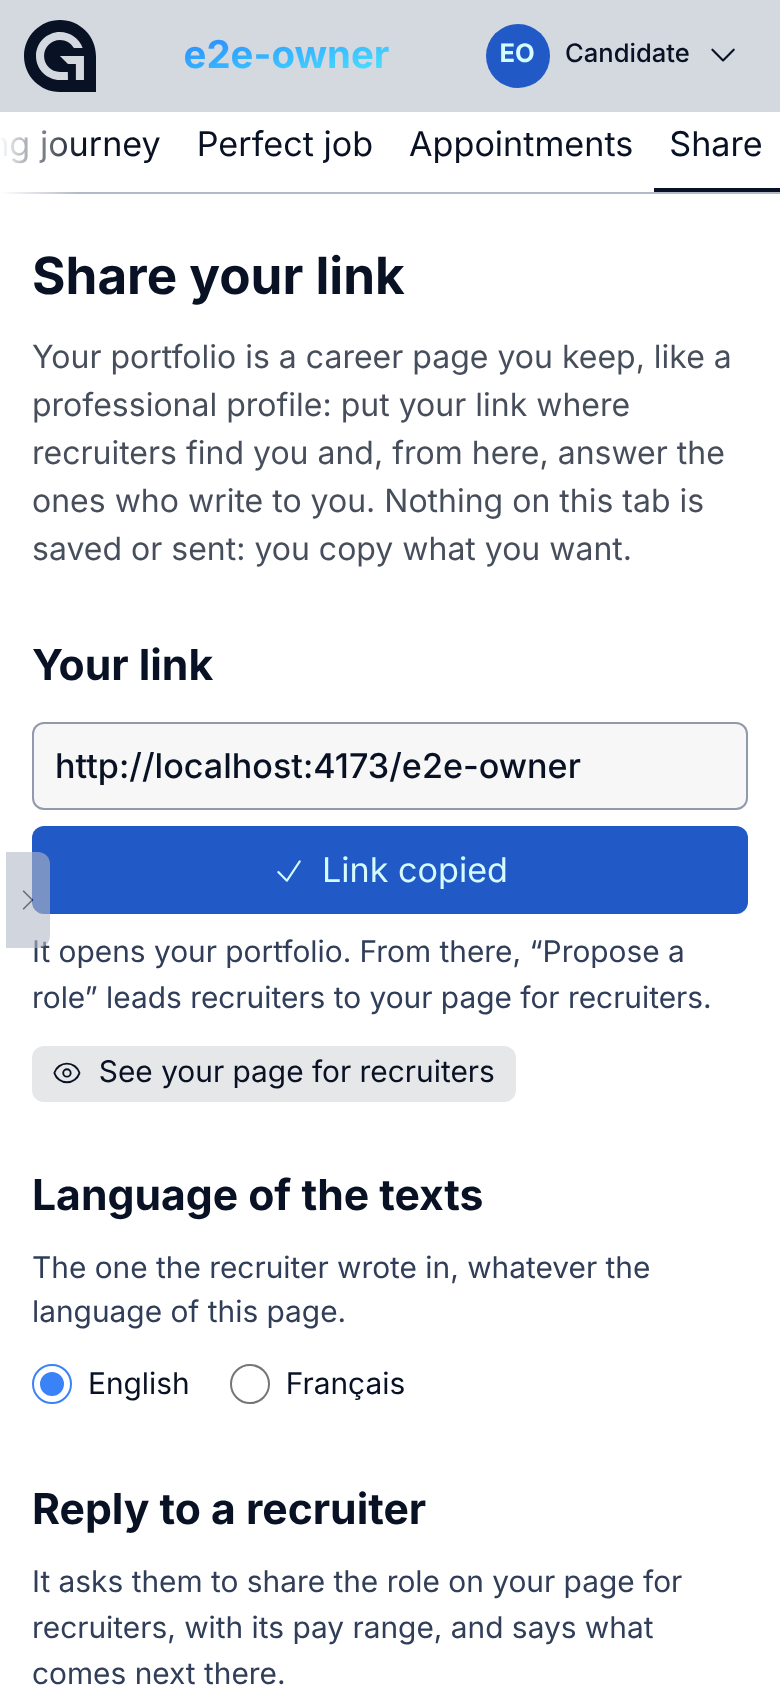 e2e-owner
EO Candidate
ng journey Perfect job Appointments Share
Share your link
Your portfolio is a career page you keep, like a
professional profile: put your link where
recruiters find you and, from here, answer the
ones who write to you. Nothing on this tab is
saved or sent: you copy what you want.
Your link
http://localhost:4173/e2e-owner
Link copied
It opens your portfolio. From there, “Propose a
role” leads recruiters to your page for recruiters.
See your page for recruiters
Language of the texts
The one the recruiter wrote in, whatever the
language of this page.
English Français
Reply to a recruiter
It asks them to share the role on your page for
recruiters, with its pay range, and says what
comes next there.